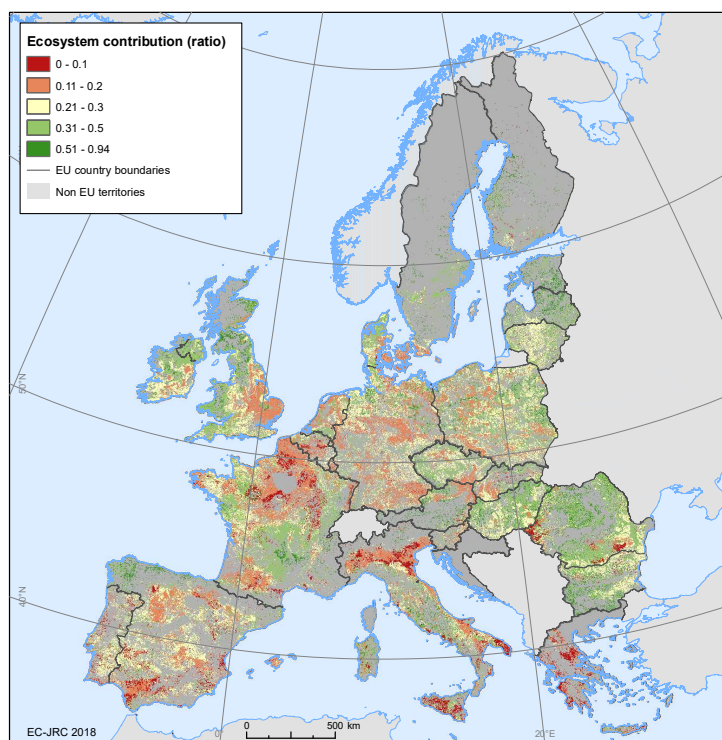 Ecosystem contribution (ratio)
0 - 0.1
0.11 - 0.2
0.21 - 0.3
0.31 - 0.5
0.51 - 0.94
EU country boundaries
Non EU territories
50°N
40°N
EC-JRC 2018
0 500 km
20°E